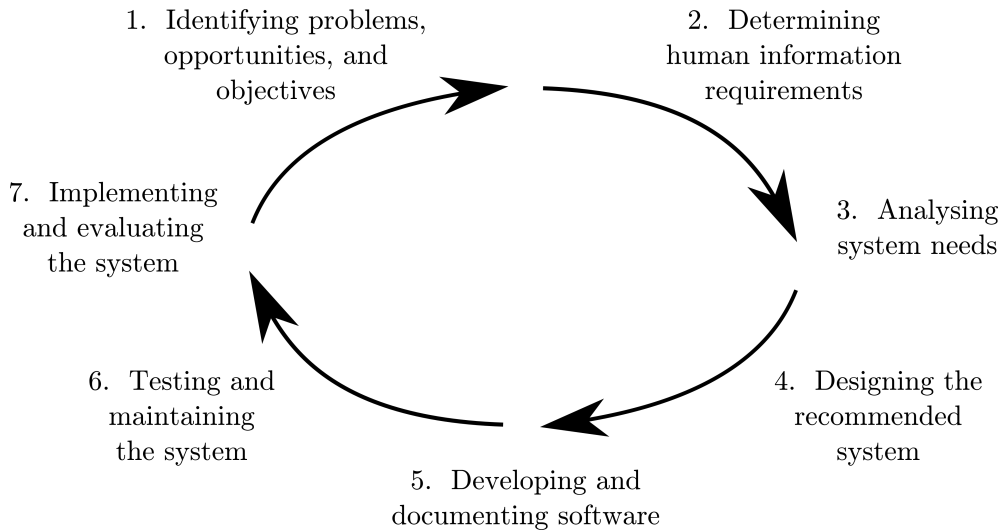 1. Identifying problems,
opportunities, and
objectives
2. Determining
human information
requirements
3. Analysing
system needs
4. Designing the
recommended
system
5. Developing and
documenting software
6. Testing and
maintaining
the system
7. Implementing
and evaluating
the system